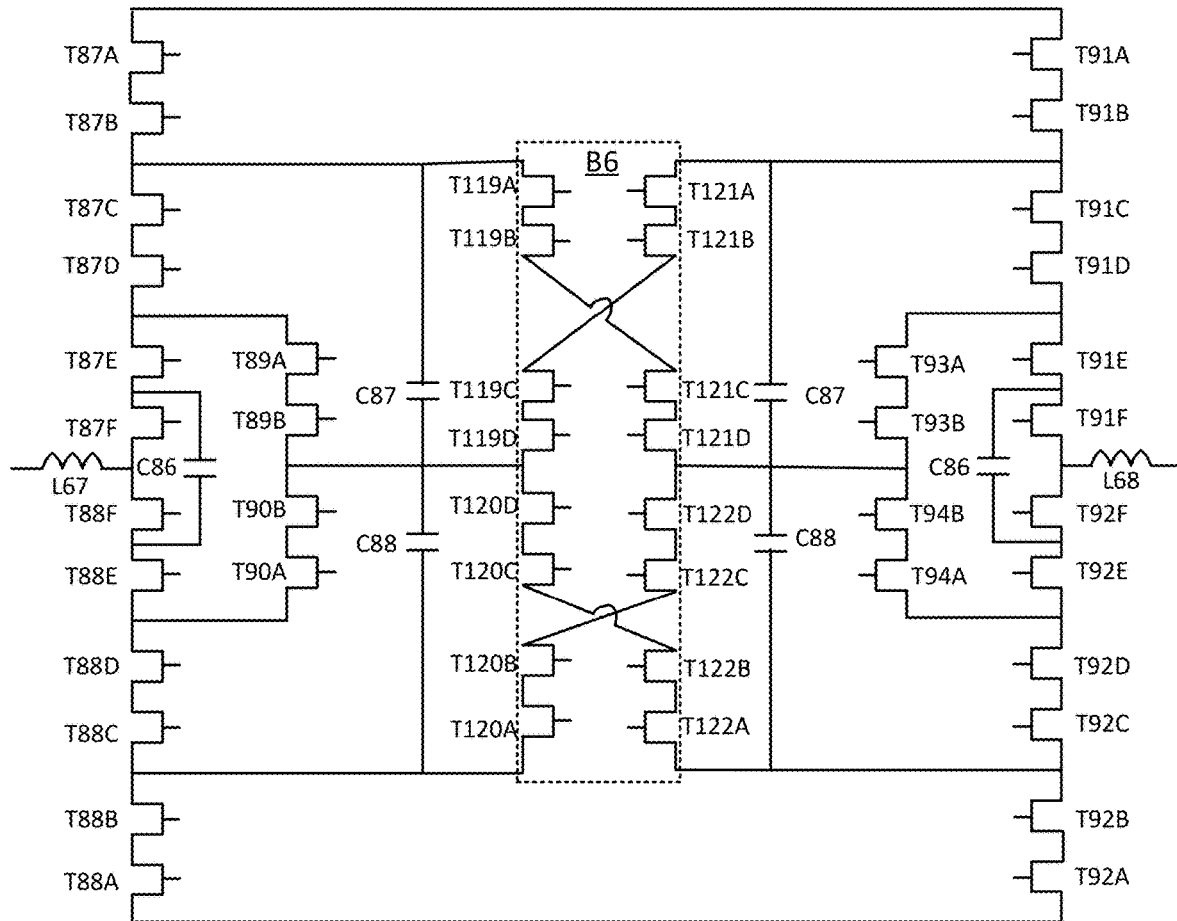 T87A
T91A
T87B
T91B
B6
T119A
T121A
T87C
T91C
T119B
T121B
T87D
T91D
T87E
T89A
T93A
T91E
C87
T119C
T121C
C87
T87F
T89B
T93B
T91F
T119D
T121D
C86
C86
L67
L68
T88F
T90B
T120D
T122D
T94B
T92F
C88
C88
T88E
T90A
T120C
T122C
T94A
T92E
T88D
T120B
T122B
T92D
T88C
T120A
T122A
T92C
T88B
T92B
T88A
T92A